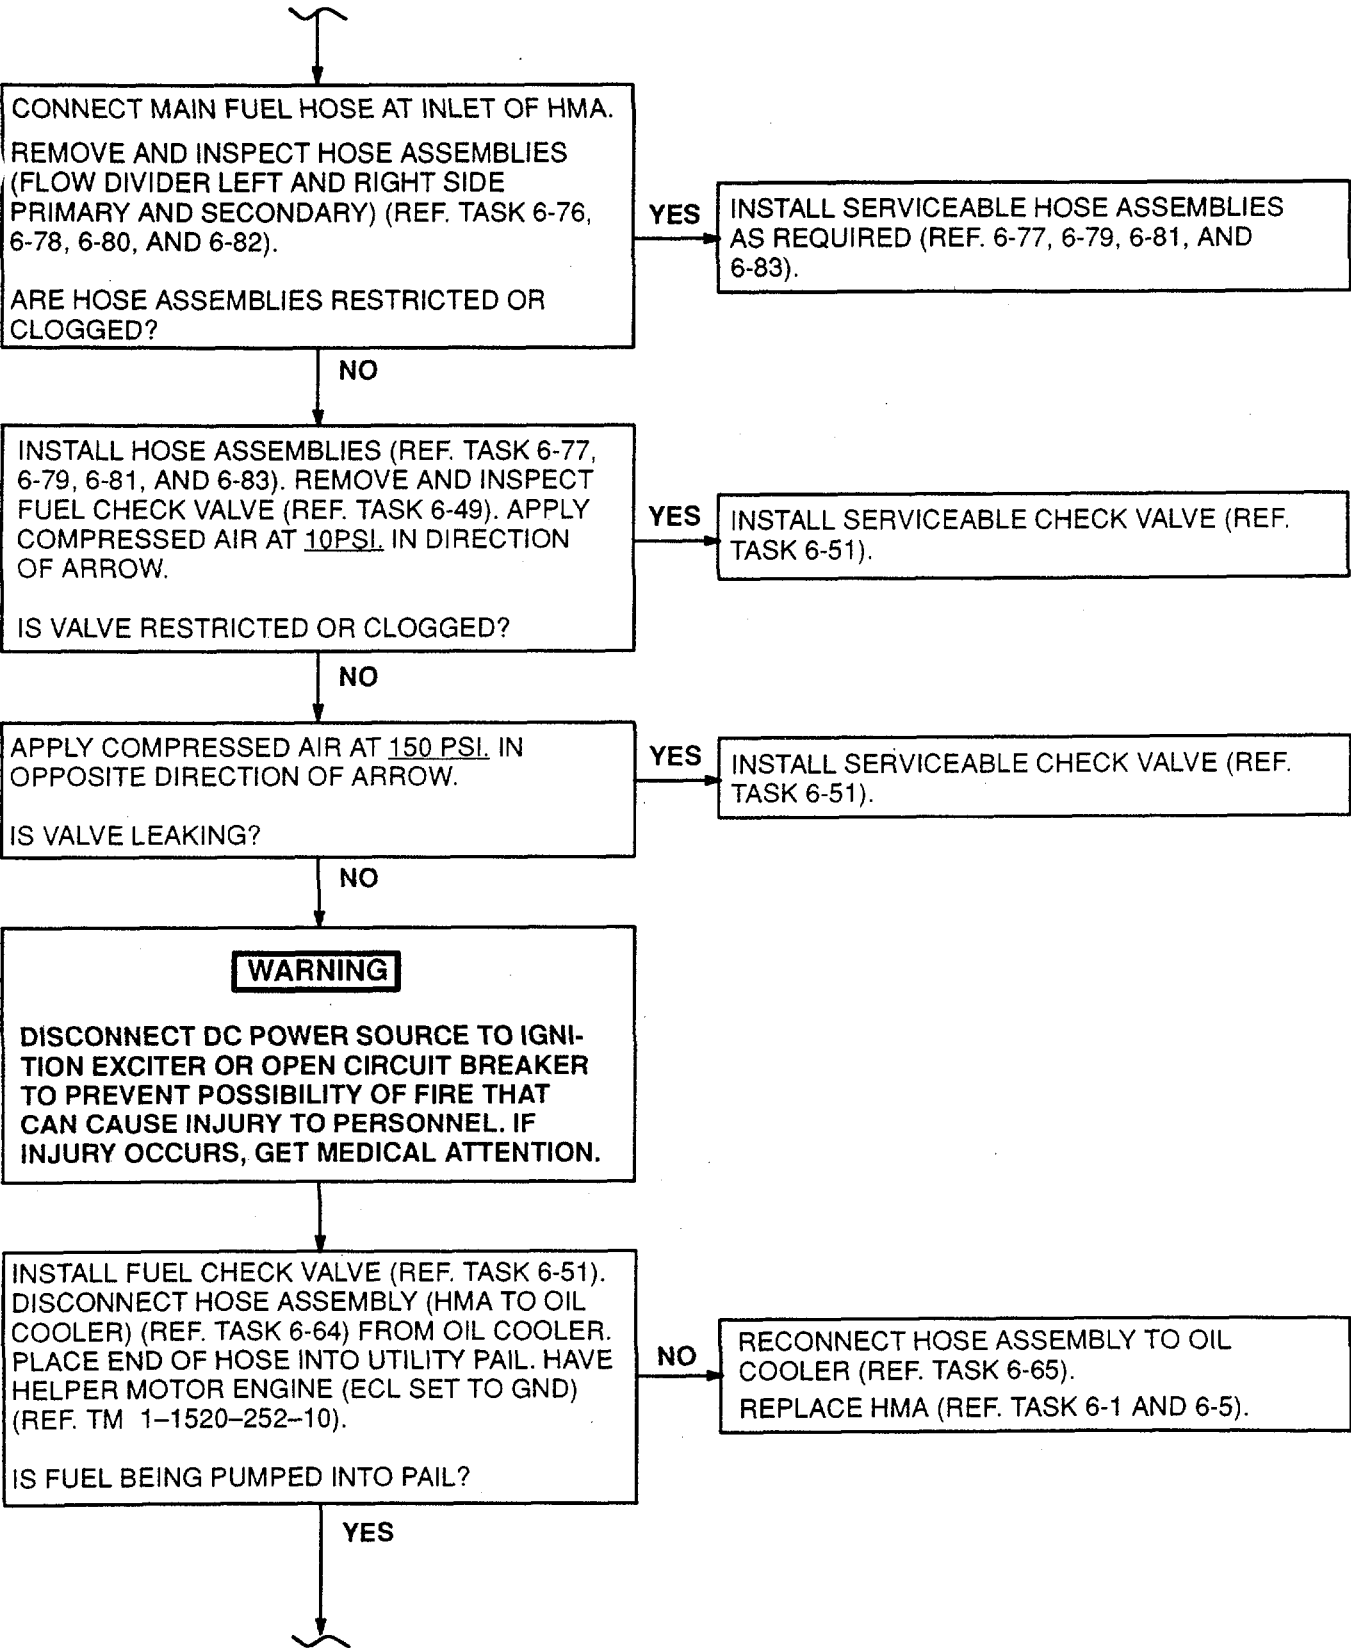 CONNECT MAIN FUEL HOSE AT INLET OF HMA.
REMOVE AND INSPECT HOSE ASSEMBLIES
(FLOW DIVIDER LEFT AND RIGHT SIDE
PRIMARY AND SECONDARY) (REF. TASK 6-76,
6-78, 6-80, AND 6-82).
ARE HOSE ASSEMBLIES RESTRICTED OR
CLOGGED?
YES
INSTALL SERVICEABLE HOSE ASSEMBLIES
AS REQUIRED (REF. 6-77, 6-79, 6-81, AND
6-83).
NO
INSTALL HOSE ASSEMBLIES (REF. TASK 6-77,
6-79, 6-81, AND 6-83). REMOVE AND INSPECT
FUEL CHECK VALVE (REF. TASK 6-49). APPLY
COMPRESSED AIR AT 10PSI. IN DIRECTION
OF ARROW.
IS VALVE RESTRICTED OR CLOGGED?
YES
INSTALL SERVICEABLE CHECK VALVE (REF.
TASK 6-51).
NO
APPLY COMPRESSED AIR AT 150 PSI. IN
OPPOSITE DIRECTION OF ARROW.
IS VALVE LEAKING?
YES
INSTALL SERVICEABLE CHECK VALVE (REF.
TASK 6-51).
NO
WARNING
DISCONNECT DC POWER SOURCE TO IGNI-
TION EXCITER OR OPEN CIRCUIT BREAKER
TO PREVENT POSSIBILITY OF FIRE THAT
CAN CAUSE INJURY TO PERSONNEL. IF
INJURY OCCURS, GET MEDICAL ATTENTION.
INSTALL FUEL CHECK VALVE (REF. TASK 6-51).
DISCONNECT HOSE ASSEMBLY (HMA TO OIL
COOLER) (REF. TASK 6-64) FROM OIL COOLER.
PLACE END OF HOSE INTO UTILITY PAIL. HAVE
HELPER MOTOR ENGINE (ECL SET TO GND)
(REF. TM 1–1520–252–10).
IS FUEL BEING PUMPED INTO PAIL?
NO
RECONNECT HOSE ASSEMBLY TO OIL
COOLER (REF. TASK 6-65).
REPLACE HMA (REF. TASK 6-1 AND 6-5).
YES